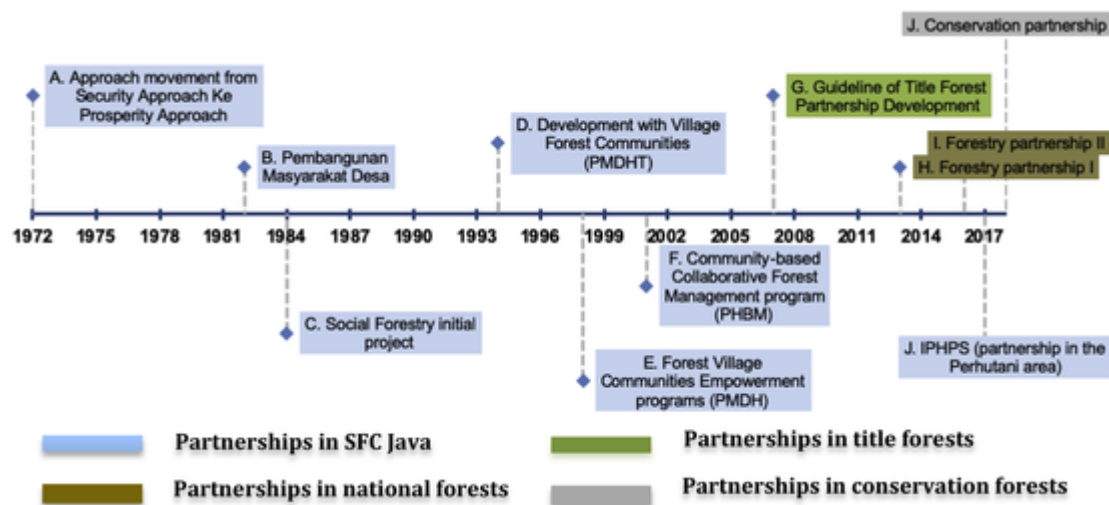 J. Conservation partnership
A. Approach movement from
Security Approach Ke
Prosperity Approach
G. Guideline of Title Forest
Partnership Development
D. Development with Village
Forest Communities
(PMDHT)
B. Pembangunan
Masyarakat Desa
I. Forestry partnership II
H. Forestry partnership I
1972 1975 1978 1981 1984 1987 1990 1993 1996 1999 2002 2005 2008 2011 2014 2017
F. Community-based
Collaborative Forest
Management program
(PHBM)
C. Social Forestry initial
project
J. IPHPS (partnership in the
Perhutani area)
E. Forest Village
Communities Empowerment
programs (PMDH)
Partnerships in SFC Java
Partnerships in title forests
Partnerships in national forests
Partnerships in conservation forests